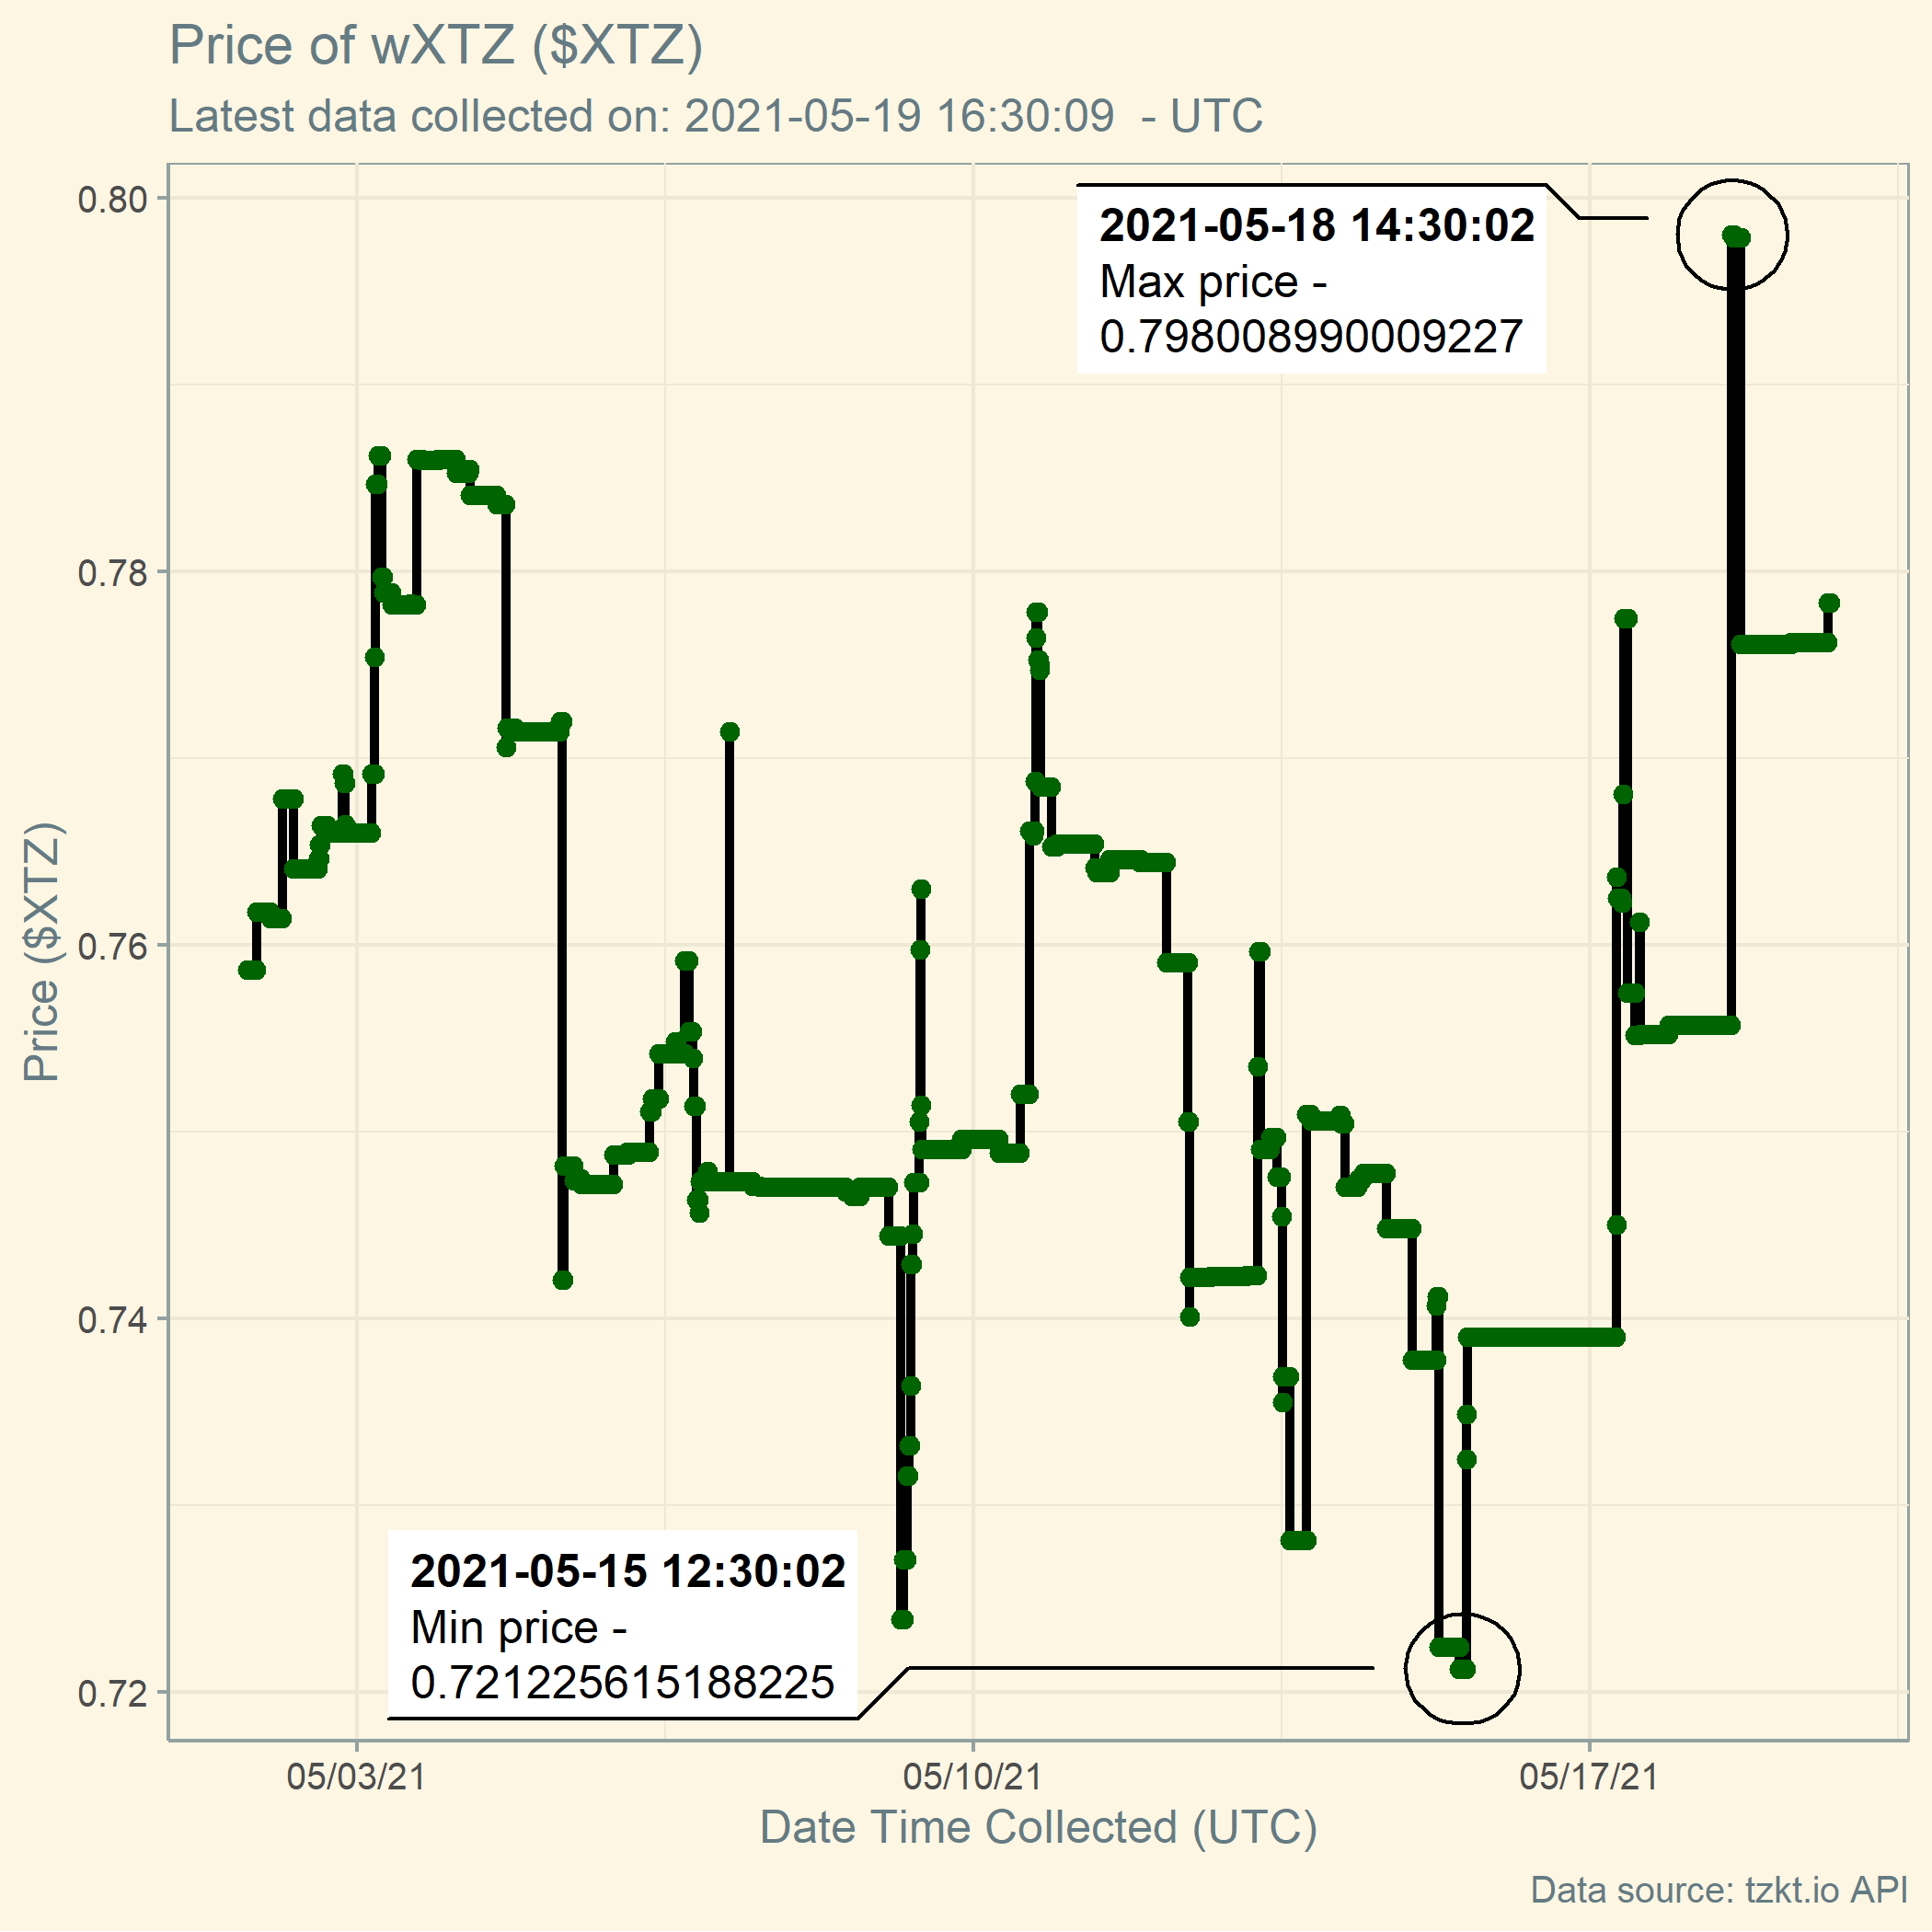 Price of wXTZ ($XTZ)
Latest data collected on: 2021-05-19 16:30:09  - UTC
0.80
0.78
0.76
0.74
0.72
Price ($XTZ)
2021-05-18 14:30:02
Max price -
0.798008990009227
2021-05-15 12:30:02
Min price -
0.721225615188225
05/03/21
05/10/21
05/17/21
Date Time Collected (UTC)
Data source: tzkt.io API